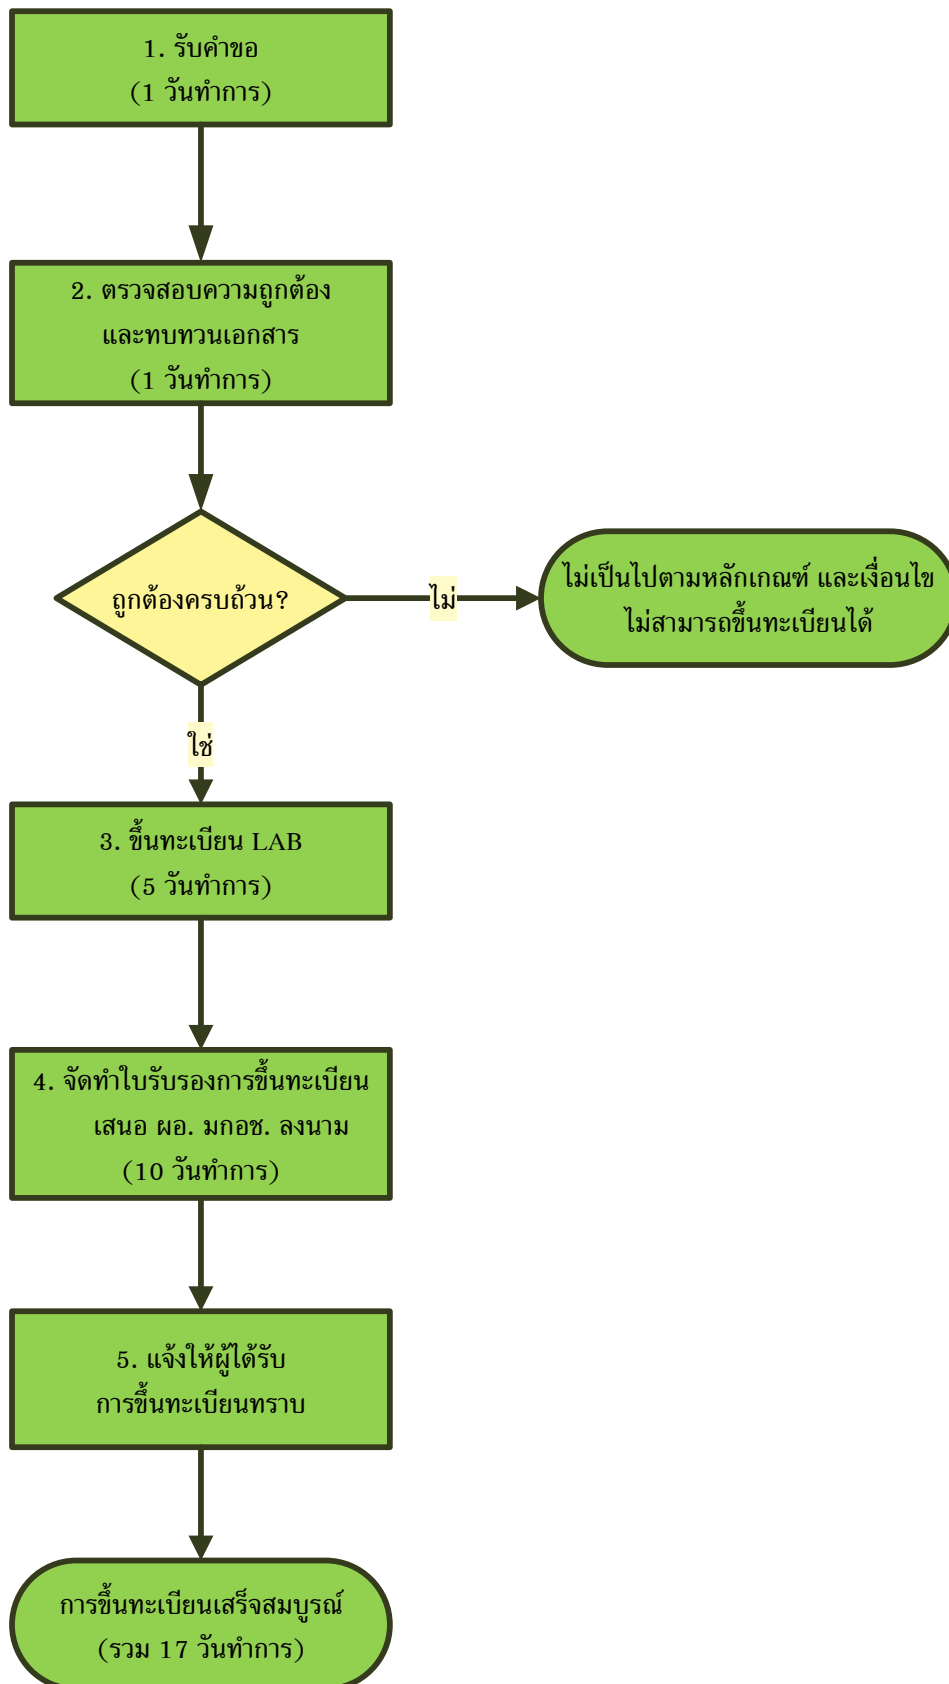 1. รับคำขอ
(1 วันทำการ)
2. ตรวจสอบความถูกต้อง
และทบทวนเอกสาร
(1 วันทำการ)
ถูกต้องครบถ้วน?
ไม่
ไม่เป็นไปตามหลักเกณฑ์ และเงื่อนไข
ไม่สามารถขึ้นทะเบียนได้
ใช่
3. ขึ้นทะเบียน LAB
(5 วันทำการ)
4. จัดทำใบรับรองการขึ้นทะเบียน
เสนอ ผอ. มกอช. ลงนาม
(10 วันทำการ)
5. แจ้งให้ผู้ได้รับ
การขึ้นทะเบียนทราบ
การขึ้นทะเบียนเสร็จสมบูรณ์
(รวม 17 วันทำการ)